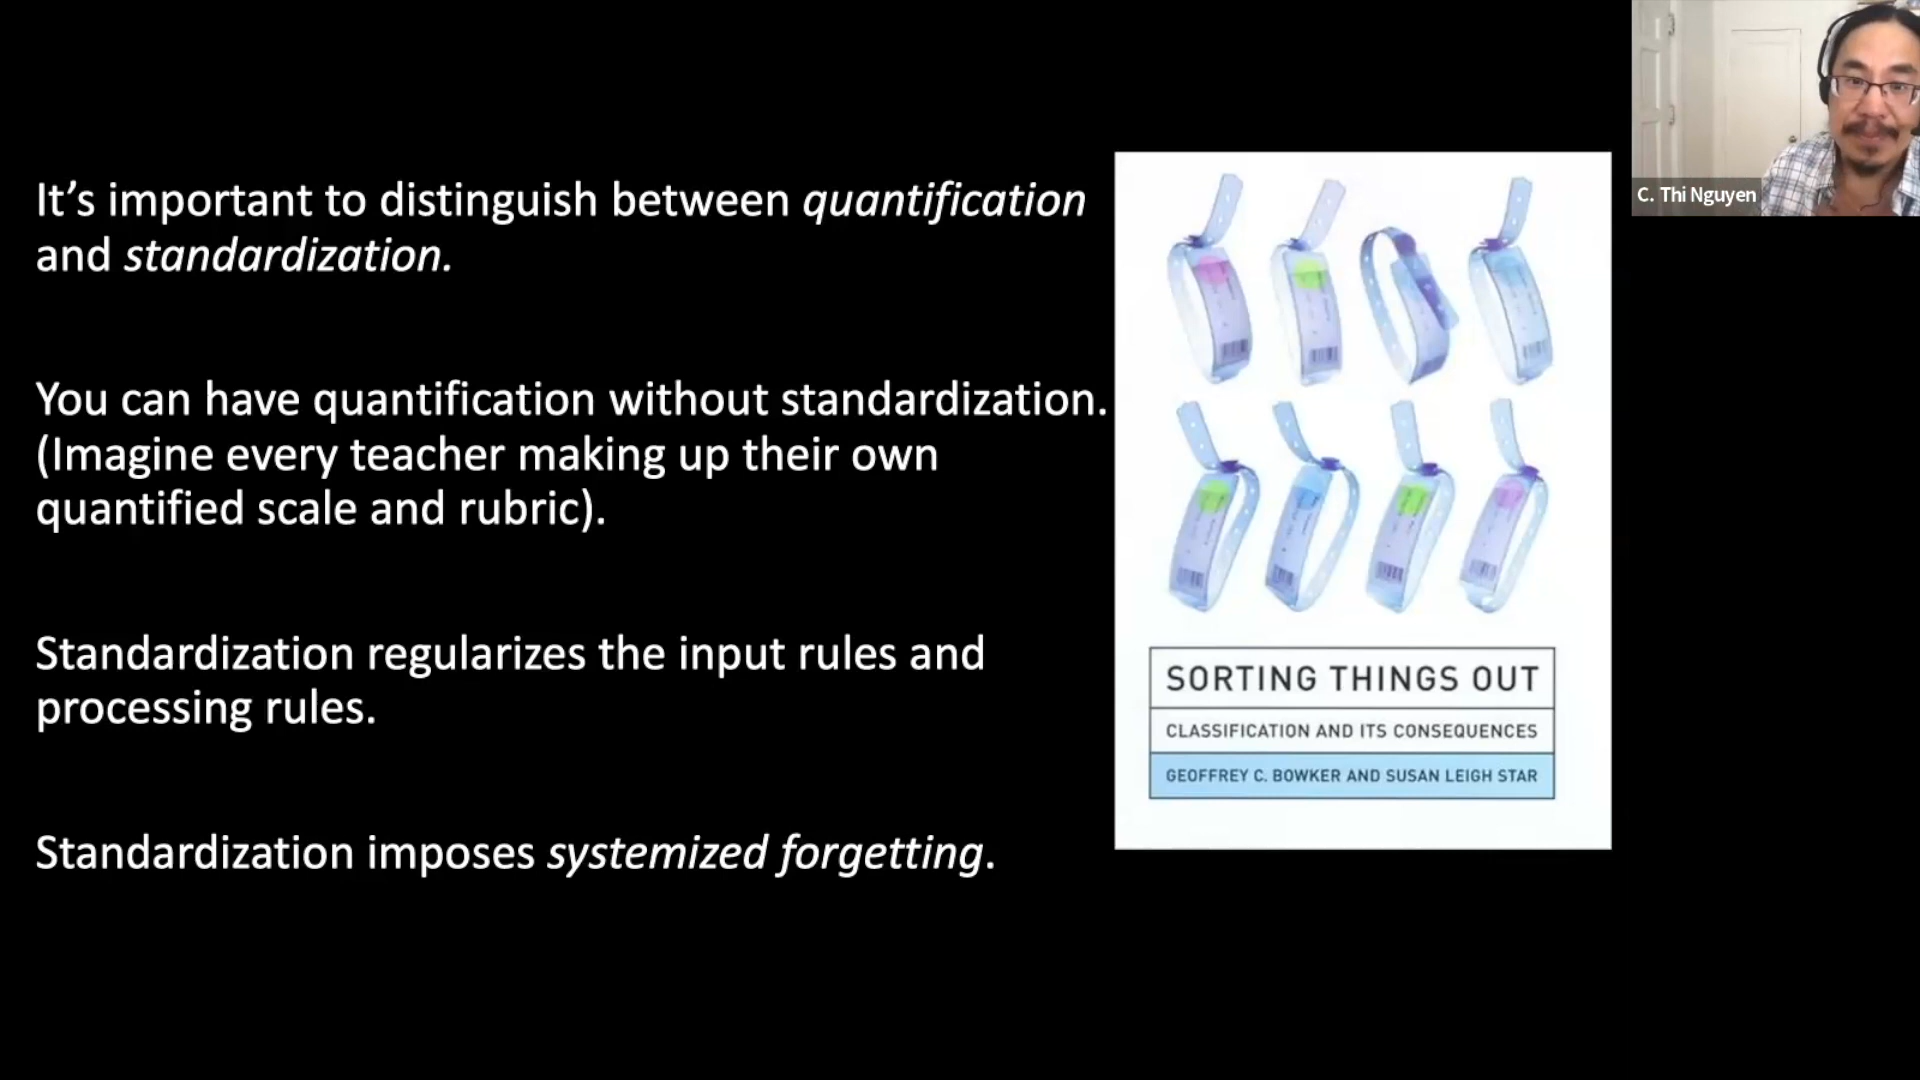 It’s important to distinguish between quantification
and standardization.
You can have quantification without standardization.
(Imagine every teacher making up their own
quantified scale and rubric).
Standardization regularizes the input rules and
processing rules.
Standardization imposes systemized forgetting.
SORTING THINGS OUT
CLASSIFICATION AND ITS CONSEQUENCES
GEOFFREY C. BOWKER AND SUSAN LEIGH STAR
C. Thi Nguyen